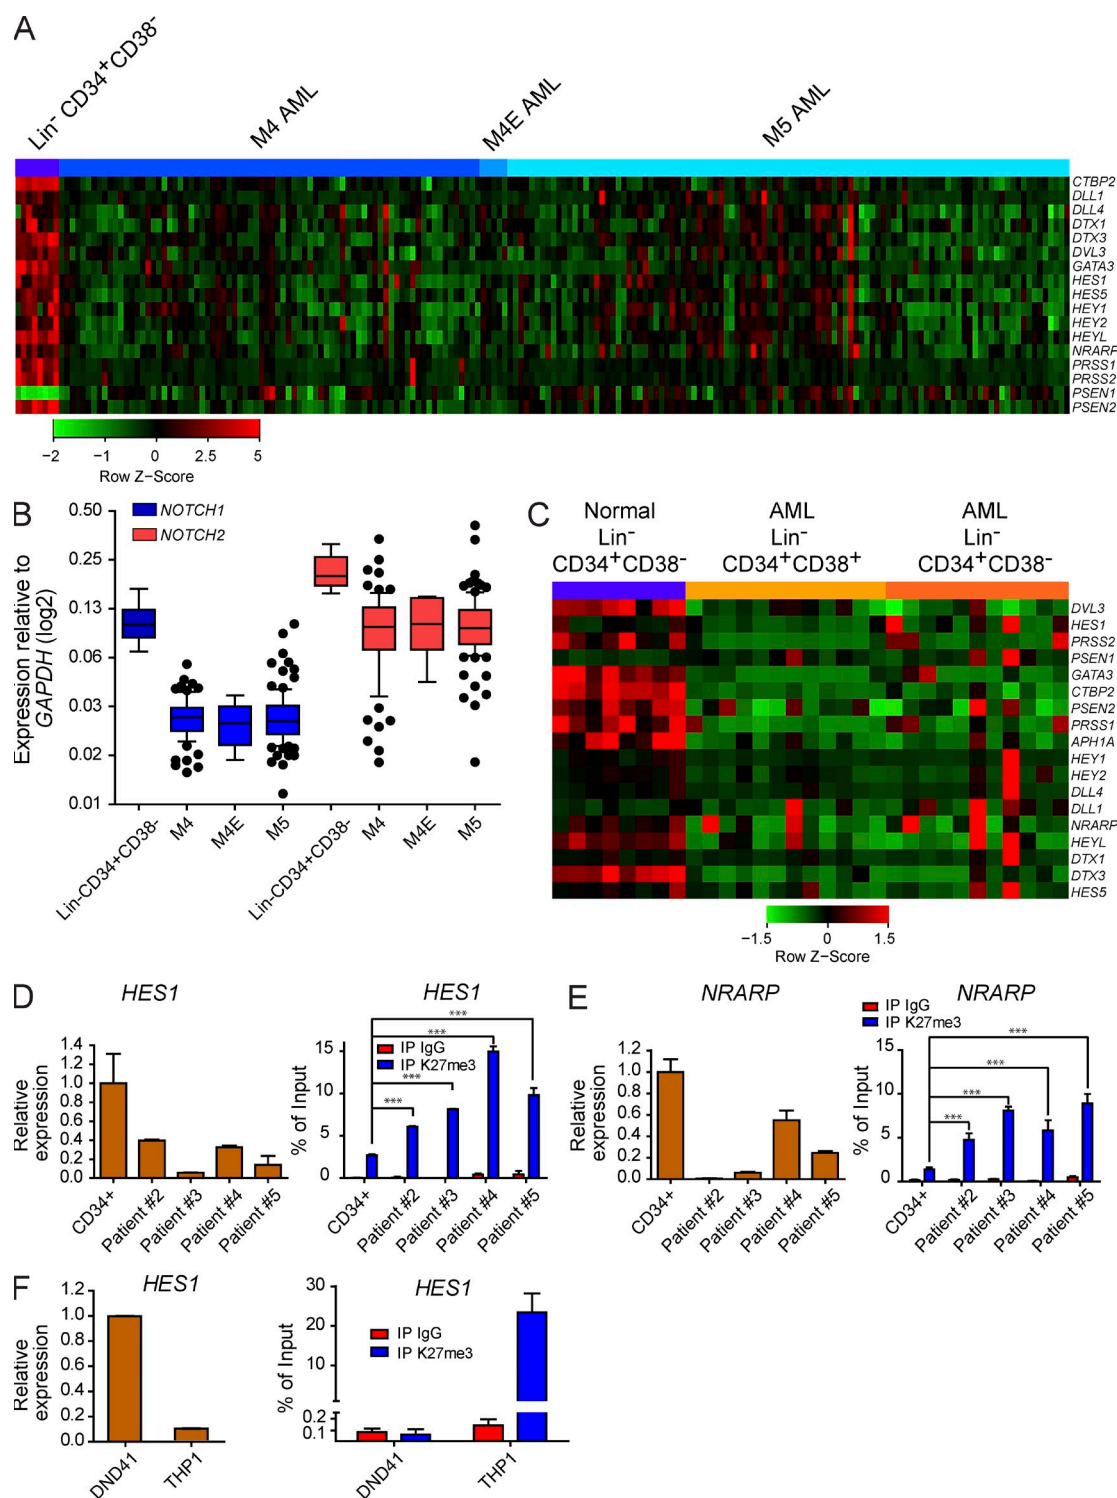 A
Lin⁻ CD34⁺CD38⁻
M4 AML
M4E AML
M5 AML
CTBP2
DLL1
DLL4
DTX1
DTX3
DVL3
GATA3
HES1
HES5
HEY1
HEY2
HEYL
NRARP
PRSS1
PRSS2
PSEN1
PSEN2
−2 −1 0 2.5 5
Row Z−Score
B
NOTCH1
NOTCH2
Expression relative to
GAPDH (log2)
0.50
0.25
0.13
0.06
0.03
0.02
0.01
Lin-CD34+CD38-
M4
M4E
M5
Lin-CD34+CD38-
M4
M4E
M5
C
Normal
Lin⁻
CD34⁺CD38⁻
AML
Lin⁻
CD34⁺CD38⁺
AML
Lin⁻
CD34⁺CD38⁻
DVL3
HES1
PRSS2
PSEN1
GATA3
CTBP2
PSEN2
PRSS1
APH1A
HEY1
HEY2
DLL4
DLL1
NRARP
HEYL
DTX1
DTX3
HES5
−1.5 0 1.5
Row Z−Score
D
HES1
Relative
expression
1.4
1.2
1.0
0.8
0.6
0.4
0.2
0.0
CD34+
Patient #2
Patient #3
Patient #4
Patient #5
HES1
IP IgG
IP K27me3
***
***
***
***
% of Input
15
10
5
0
CD34+
Patient #2
Patient #3
Patient #4
Patient #5
E
NRARP
Relative
expression
1.2
1.0
0.8
0.6
0.4
0.2
0.0
CD34+
Patient #2
Patient #3
Patient #4
Patient #5
NRARP
IP IgG
IP K27me3
***
***
***
***
% of Input
15
10
5
0
CD34+
Patient #2
Patient #3
Patient #4
Patient #5
F
HES1
Relative
expression
1.2
1.0
0.8
0.6
0.4
0.2
0.0
DND41
THP1
HES1
IP IgG
IP K27me3
% of Input
30
20
10
0.2
0.1
DND41
THP1